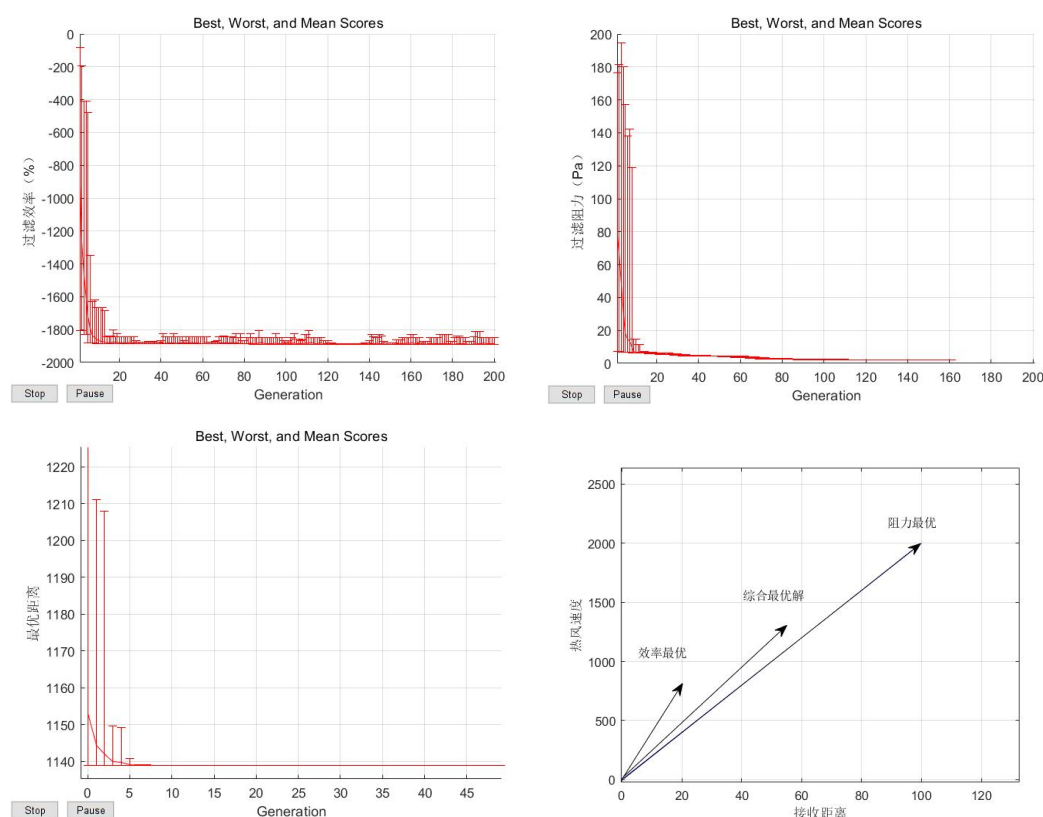 Best, Worst, and Mean Scores
0
-200
-400
-600
-800
-1000
-1200
-1400
-1600
-1800
-2000
过滤效率（%）
20 40 60 80 100 120 140 160 180 200
Generation
Stop Pause
Best, Worst, and Mean Scores
200
180
160
140
120
100
80
60
40
20
0
过滤阻力（Pa）
20 40 60 80 100 120 140 160 180 200
Generation
Stop Pause
Best, Worst, and Mean Scores
1220
1210
1200
1190
1180
1170
1160
1150
1140
最优距离
0 5 10 15 20 25 30 35 40 45
Generation
Stop Pause
2500
2000
1500
1000
500
0
热风速度
阻力最优
综合最优解
效率最优
0 20 40 60 80 100 120
接收距离